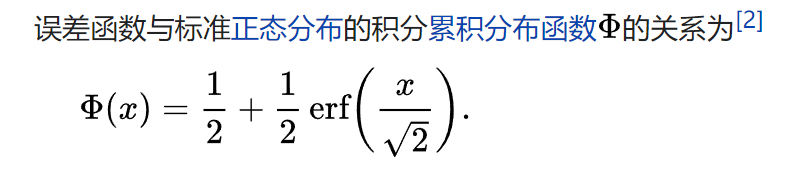 误差函数与标准正态分布的积分累积分布函数Φ的关系为[2]
Φ(x) = 1/2 + 1/2 erf(x/√2).